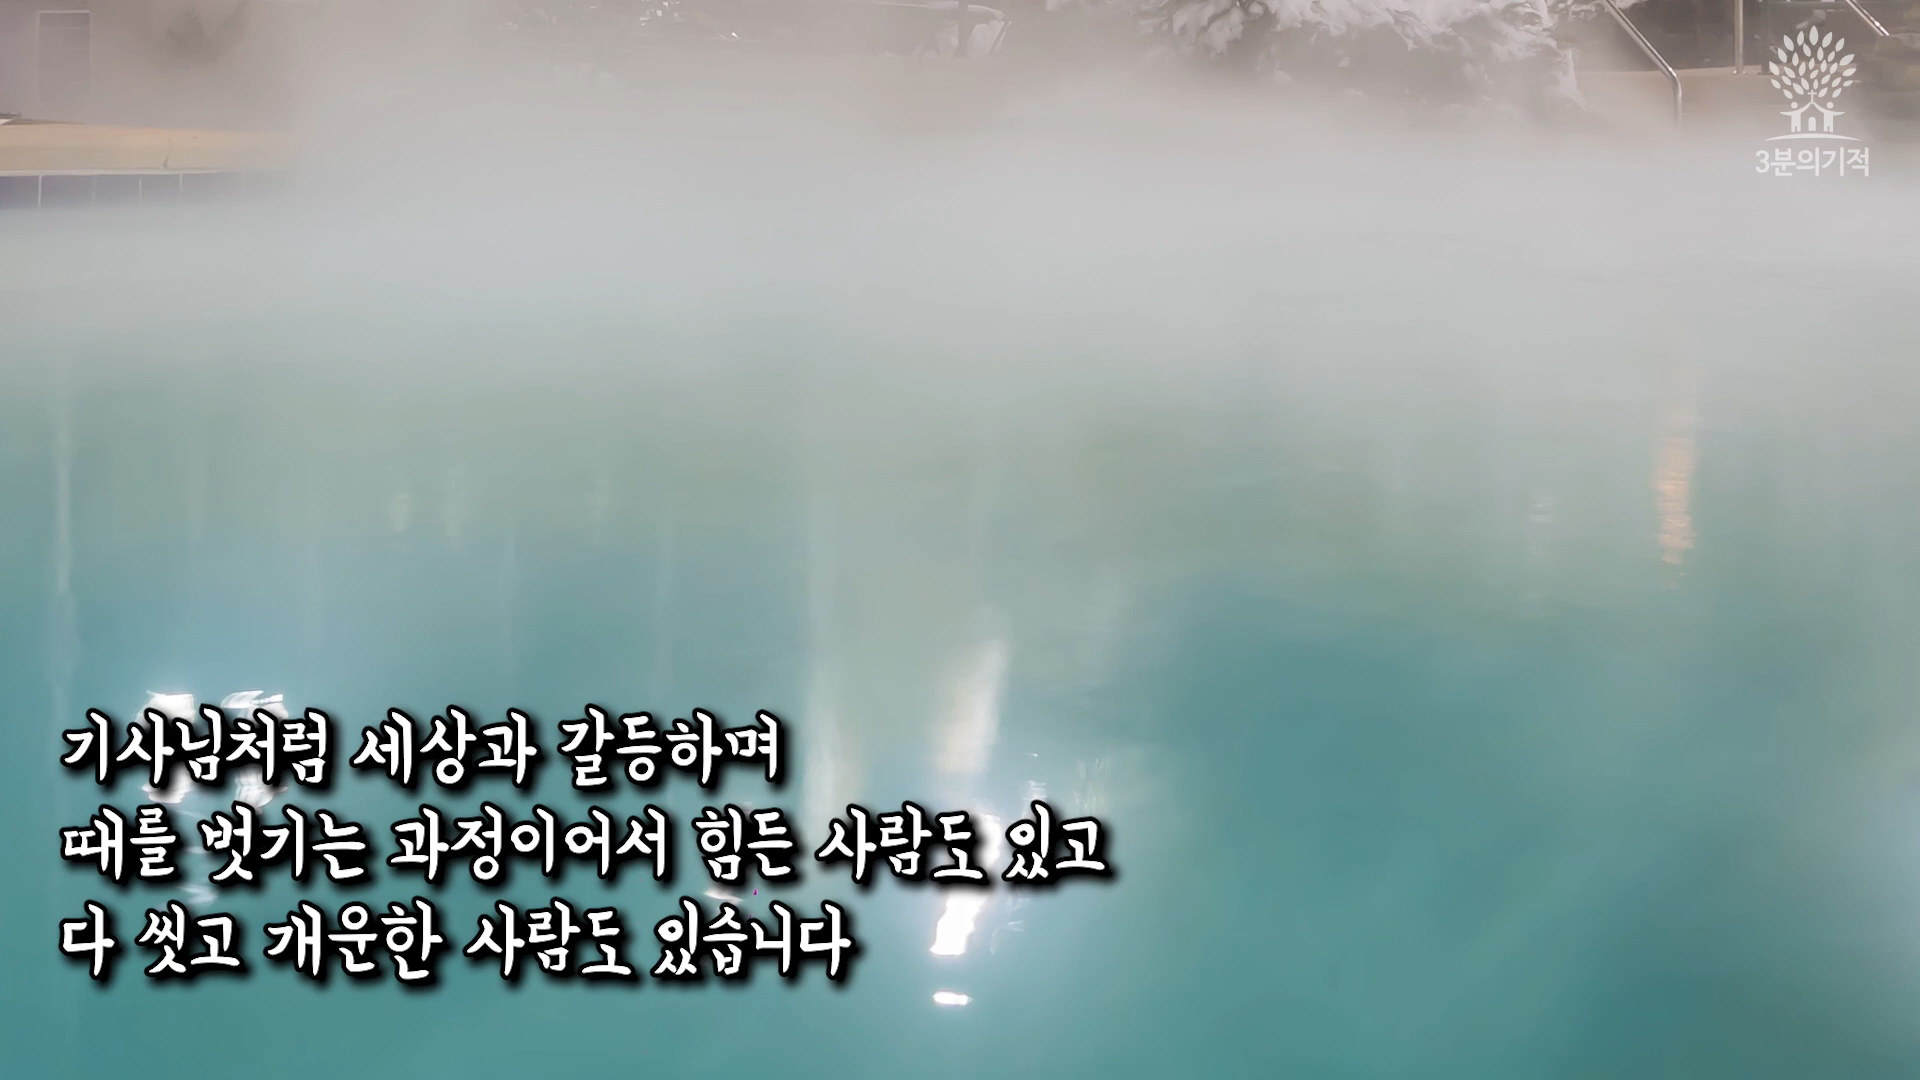 3분의기적
기사님처럼 세상과 갈등하며
때를 벗기는 과정이어서 힘든 사람도 있고
다 씻고 개운한 사람도 있습니다